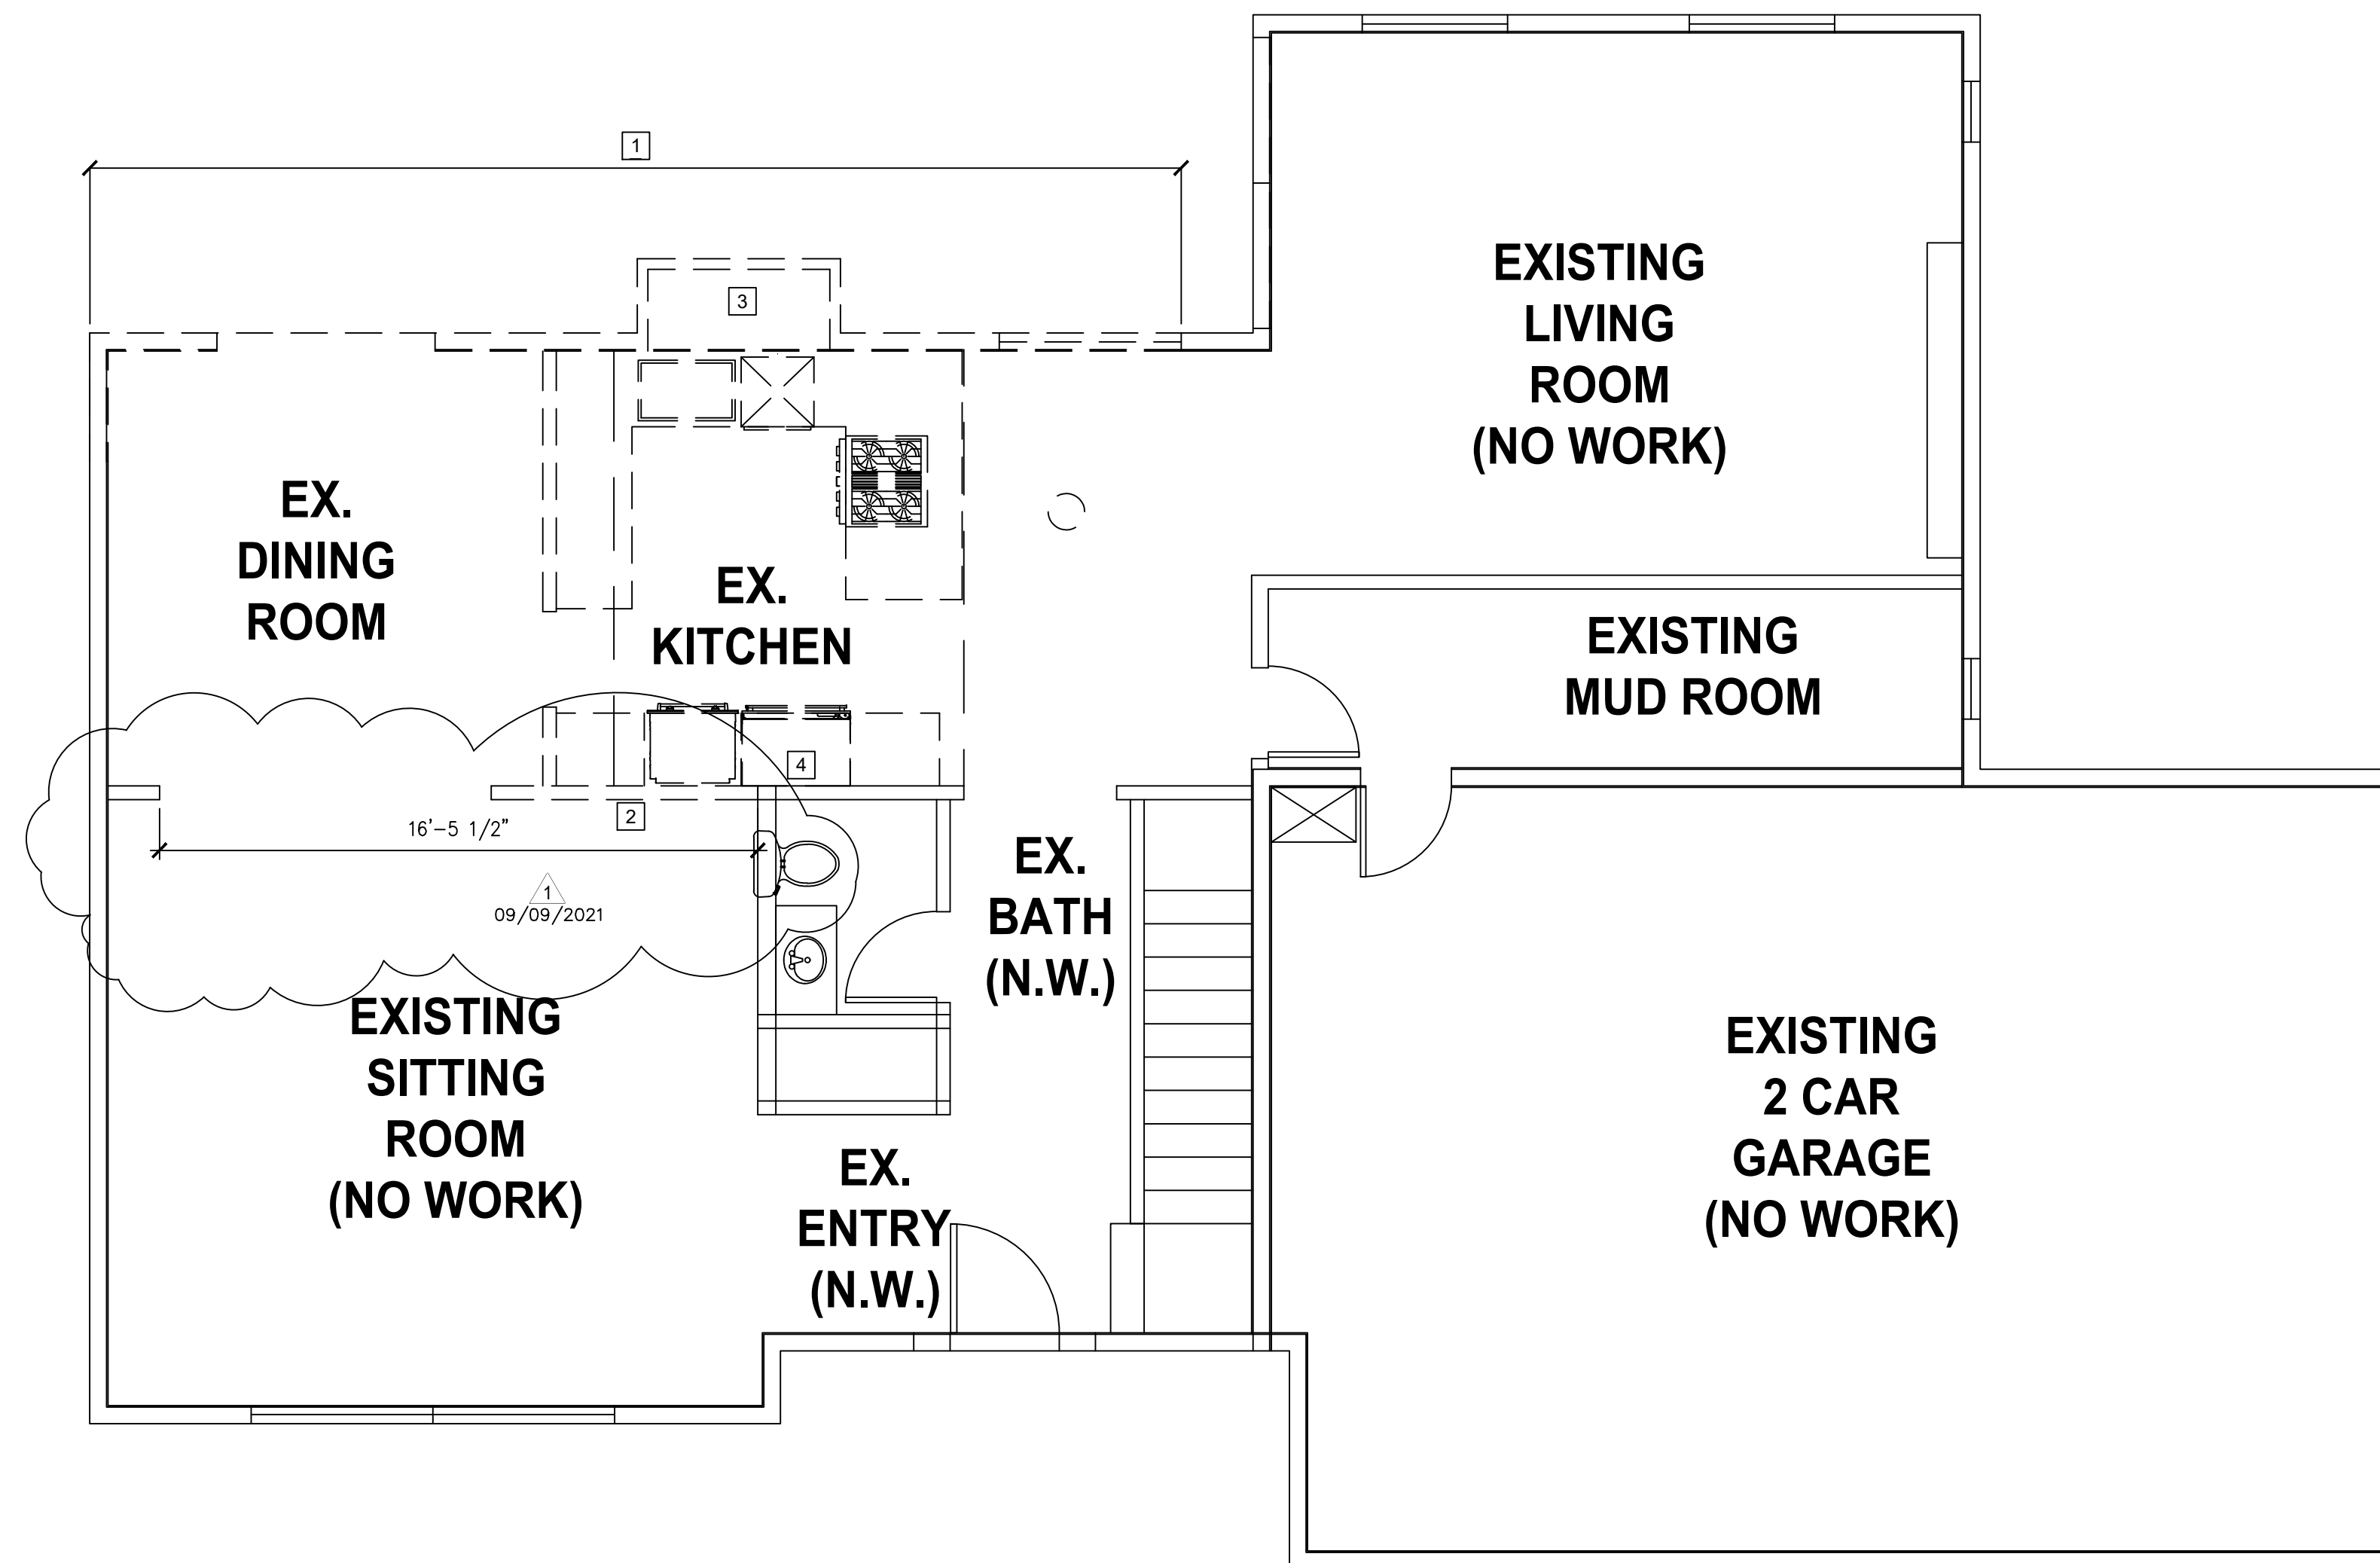 1
3
EXISTING
LIVING
ROOM
(NO WORK)
EX.
DINING
ROOM
EX.
KITCHEN
EXISTING
MUD ROOM
4
2
16'-5 1/2"
1
09/09/2021
EX.
BATH
(N.W.)
EXISTING
SITTING
ROOM
(NO WORK)
EXISTING
2 CAR
GARAGE
(NO WORK)
EX.
ENTRY
(N.W.)